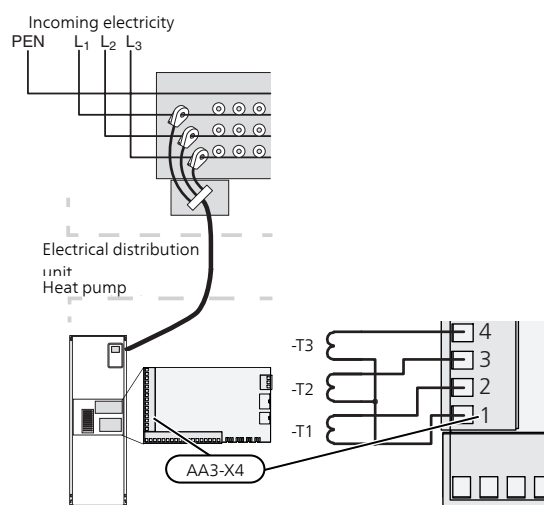 Incoming electricity
PEN L₁ L₂ L₃
Electrical distribution
unit
Heat pump
-T3
-T2
-T1
4
3
2
1
AA3-X4